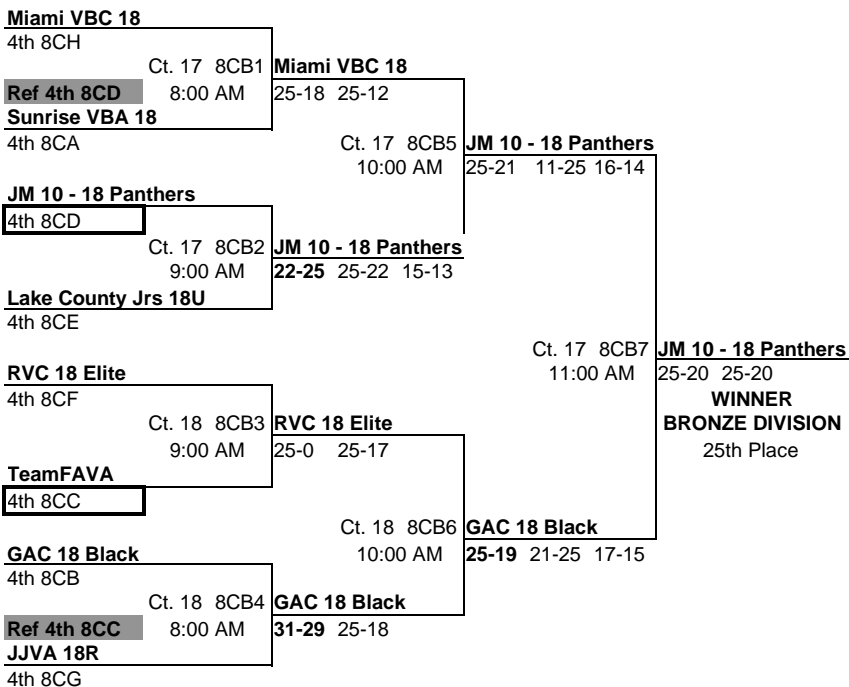 Miami VBC 18
4th 8CH
Ct. 17 8CB1 Miami VBC 18
Ref 4th 8CD 8:00 AM 25-18 25-12
Sunrise VBA 18
4th 8CA Ct. 17 8CB5 JM 10 - 18 Panthers
10:00 AM 25-21 11-25 16-14
JM 10 - 18 Panthers
4th 8CD
Ct. 17 8CB2 JM 10 - 18 Panthers
9:00 AM 22-25 25-22 15-13
Lake County Jrs 18U
4th 8CE
Ct. 17 8CB7 JM 10 - 18 Panthers
RVC 18 Elite 11:00 AM 25-20 25-20
4th 8CF WINNER
Ct. 18 8CB3 RVC 18 Elite BRONZE DIVISION
9:00 AM 25-0 25-17 25th Place
TeamFAVA
4th 8CC
Ct. 18 8CB6 GAC 18 Black
GAC 18 Black 10:00 AM 25-19 21-25 17-15
4th 8CB
Ct. 18 8CB4 GAC 18 Black
Ref 4th 8CC 8:00 AM 31-29 25-18
JJVA 18R
4th 8CG